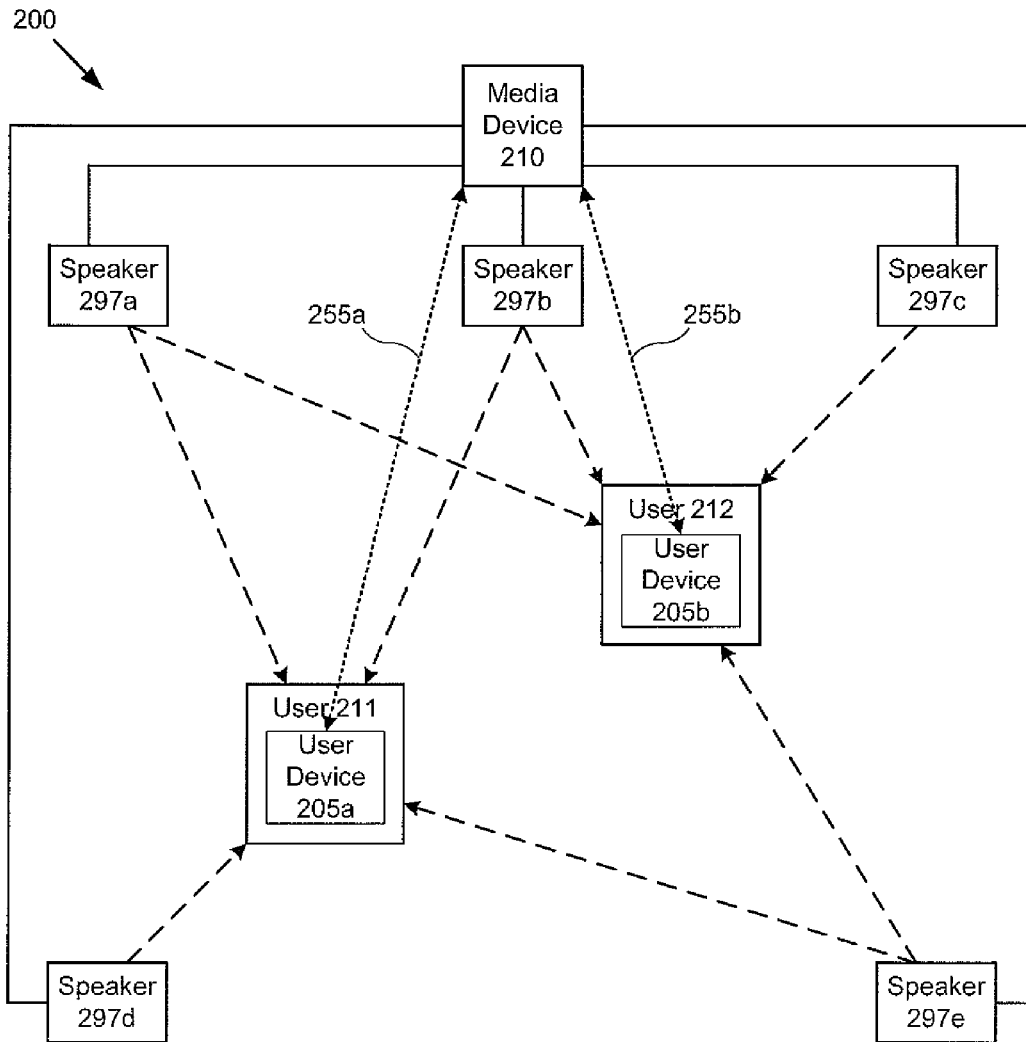 200
Media
Device
210
Speaker
297a
Speaker
297b
Speaker
297c
255a
255b
User 212
User
Device
205b
User 211
User
Device
205a
Speaker
297d
Speaker
297e